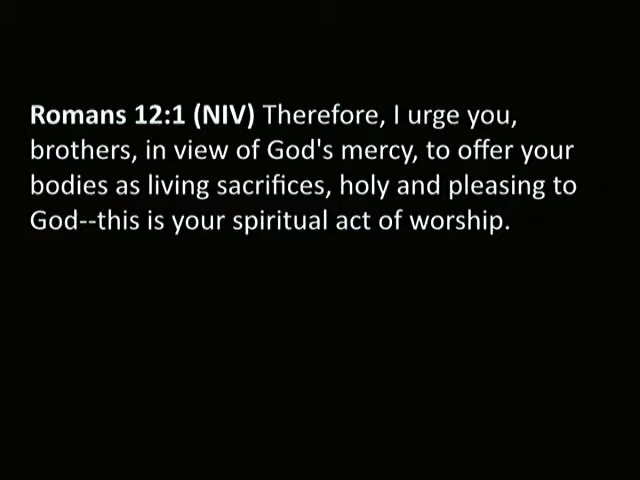 Romans 12:1 (NIV) Therefore, I urge you,
brothers, in view of God's mercy, to offer your
bodies as living sacrifices, holy and pleasing to
God--this is your spiritual act of worship.